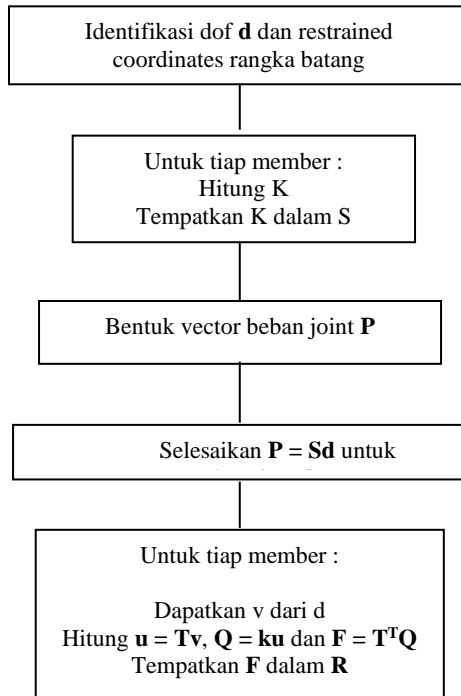 Identifikasi dof d dan restrained
coordinates rangka batang
Untuk tiap member :
Hitung K
Tempatkan K dalam S
Bentuk vector beban joint P
Selesaikan P = Sd untuk
Untuk tiap member :
Dapatkan v dari d
Hitung u = Tv, Q = ku dan F = TᵀQ
Tempatkan F dalam R